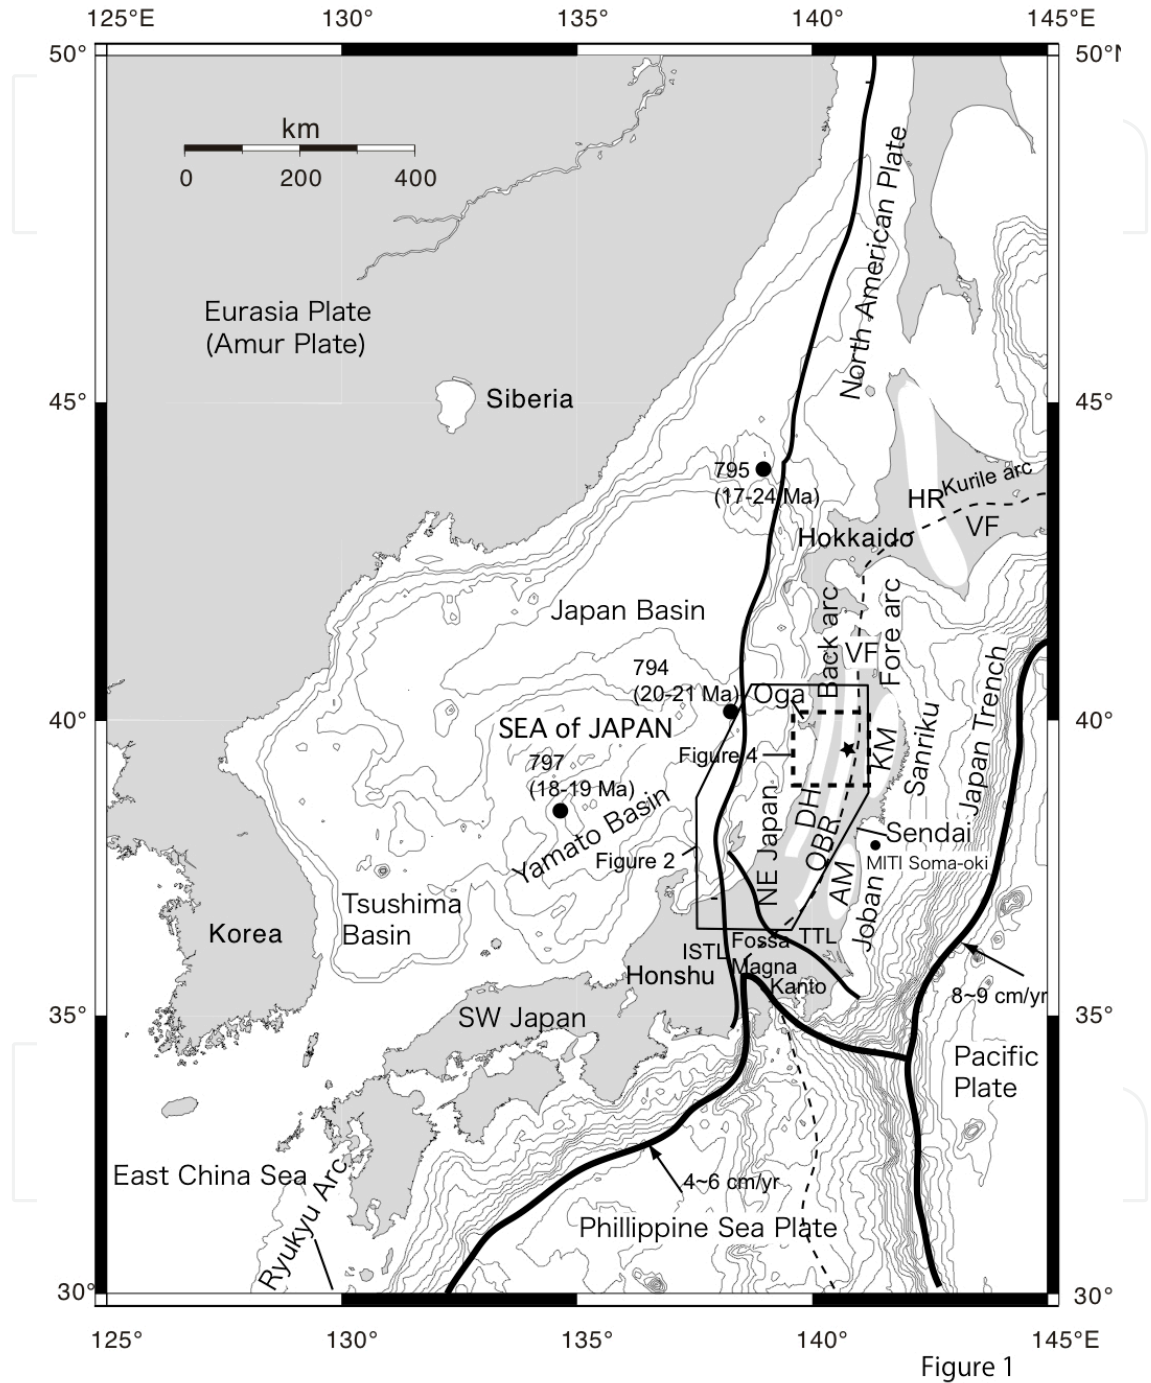 125°E 130° 135° 140° 145°E
50° 50°N
km
0 200 400
North American Plate
Eurasia Plate
(Amur Plate)
45° 45°
Siberia
795
(17-24 Ma)
HR
Kurile arc
VF
Hokkaido
Japan Basin
Back arc
Fore arc
VF
794
(20-21 Ma)
Oga
40° 40°
SEA of JAPAN
Figure 4
KM
Sanriku
Japan Trench
797
(18-19 Ma)
Yamato Basin
DH
NE Japan
OBR
Sendai
MITI Soma-oki
Figure 2
AM
Joban
Tsushima
Basin
Korea
TTL
Fossa
Magna
ISTL
Honshu
Kanto
8~9 cm/yr
35° 35°
SW Japan
Pacific
Plate
East China Sea
4~6 cm/yr
Ryukyu Arc
Phillippine Sea Plate
30° 30°
125° 130° 135° 140° 145°E
Figure 1